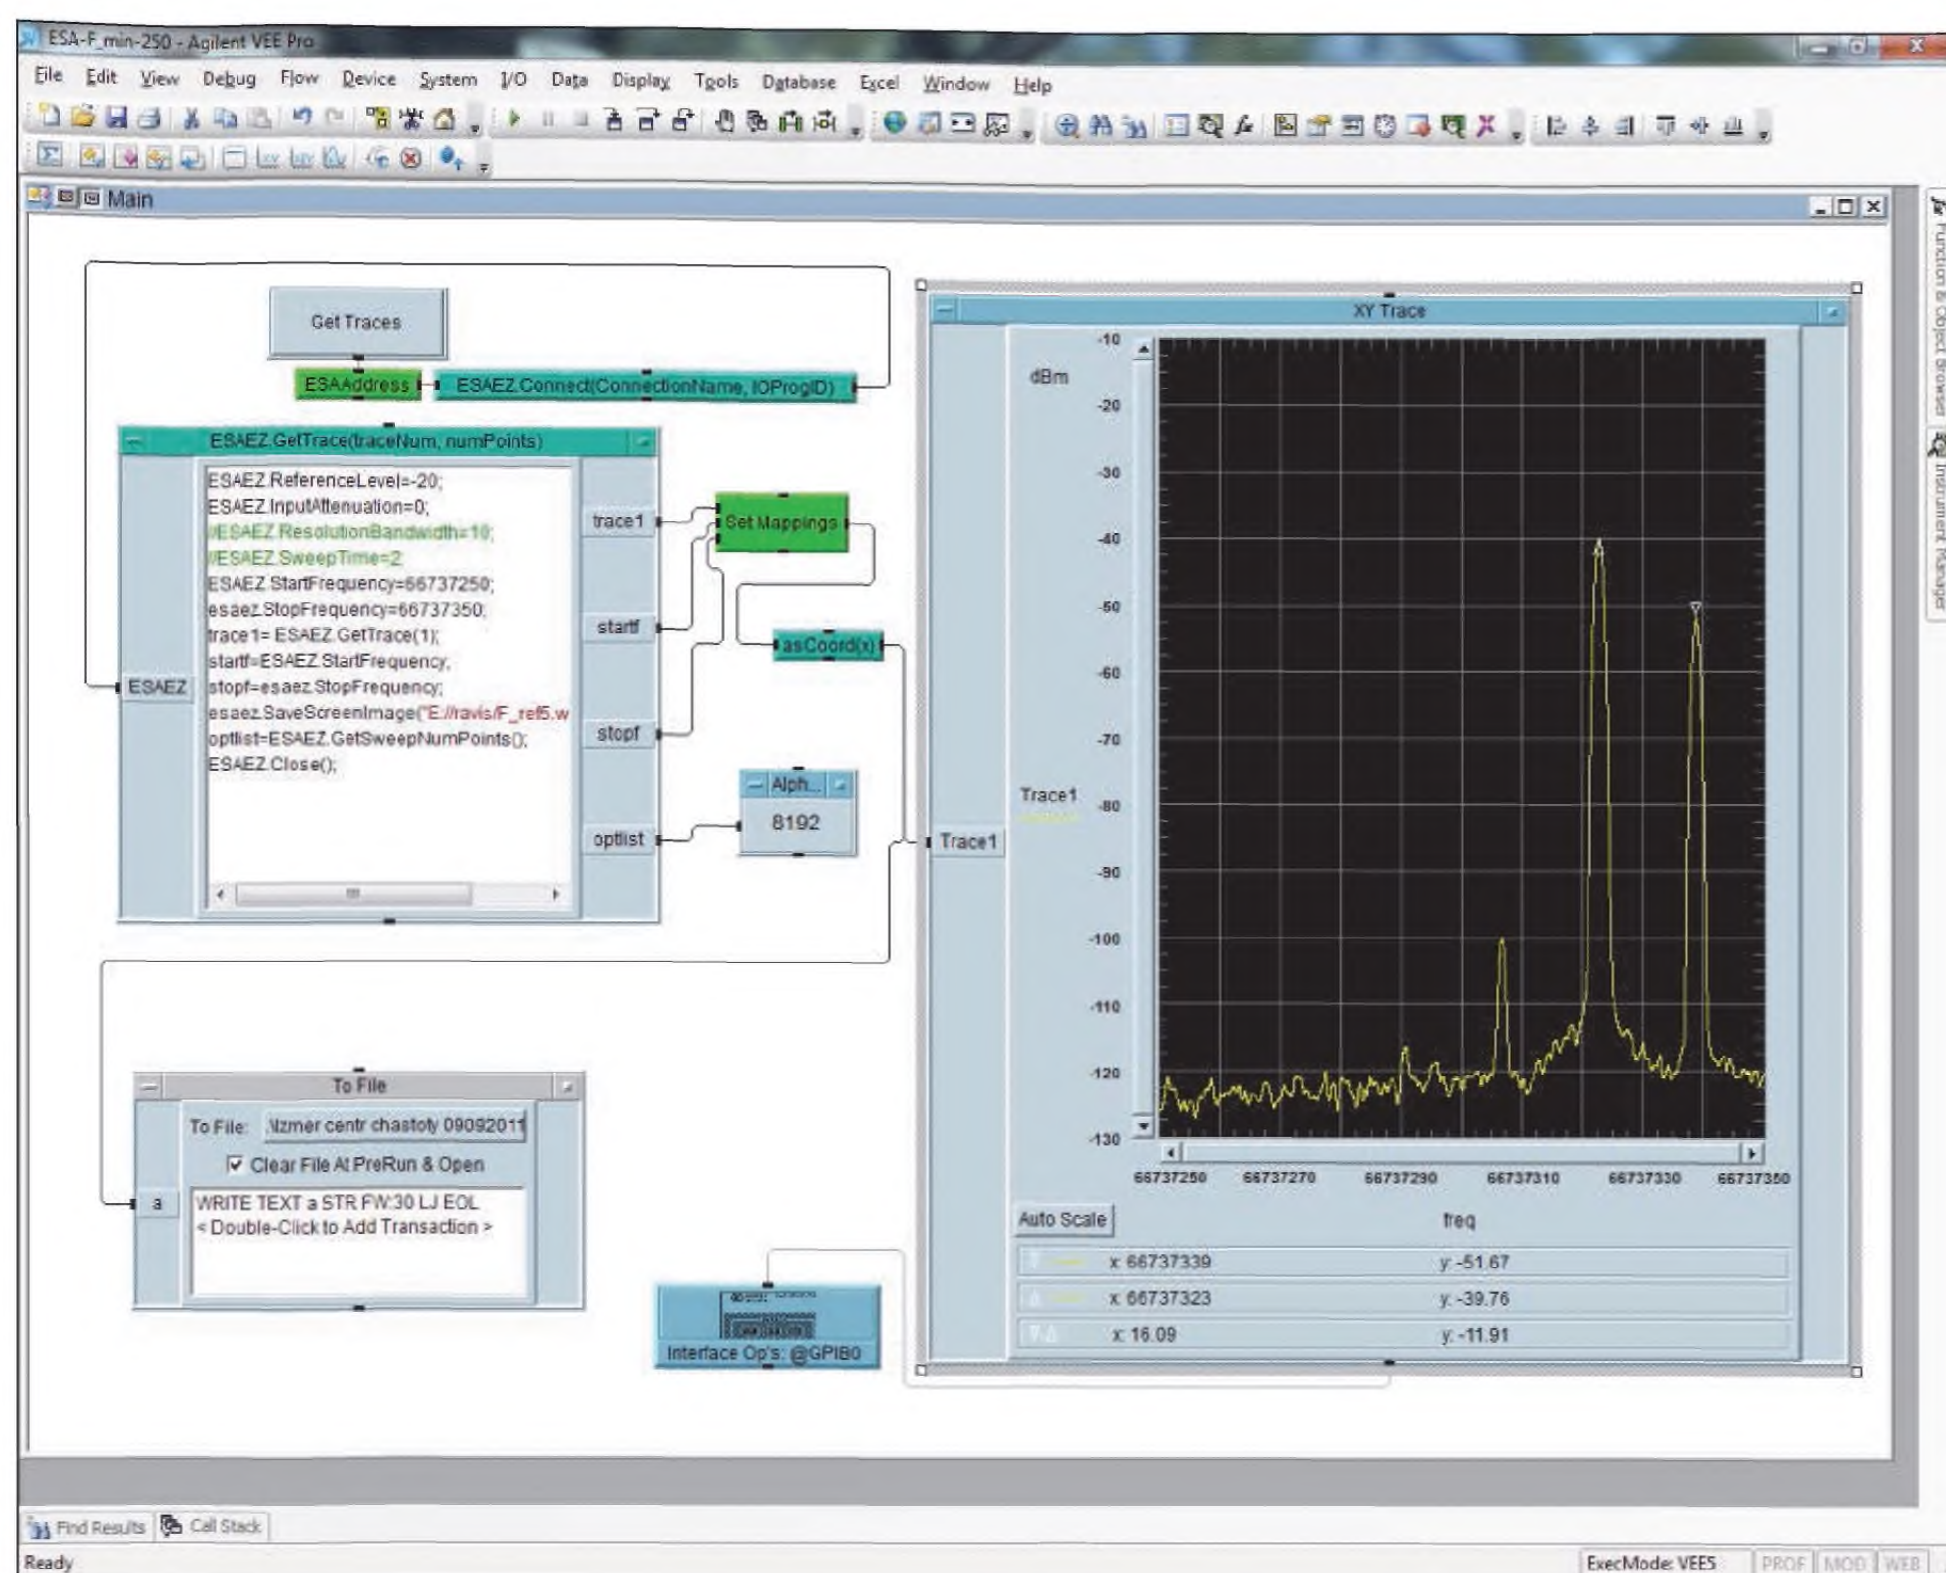 ESA-F_min-250 - Agilent VEE Pro
File Edit View Debug Flow Device System I/O Data Display Tools Database Excel Window Help
Main
Function & Object Browser
Instrument Manager
Get Traces
ESAAddress
ESAEZ.Connect(ConnectionName, IOProgID)
ESAEZ.GetTrace(traceNum, numPoints)
ESAEZ
ESAEZ.ReferenceLevel=-20;
ESAEZ.InputAttenuation=0;
//ESAEZ.ResolutionBandwidth=10;
//ESAEZ.SweepTime=2
ESAEZ.StartFrequency=66737250;
esaez.StopFrequency=66737350;
trace1= ESAEZ.GetTrace(1);
startf=ESAEZ.StartFrequency;
stopf=esaez.StopFrequency;
esaez.SaveScreenImage("E://ravis/F_ref5.w
optlist=ESAEZ.GetSweepNumPoints();
ESAEZ.Close();
trace1
startf
stopf
optlist
Set Mappings
asCoord(x)
Alph...
8192
To File
To File: .\Izmer centr chastoty 09092011
Clear File At PreRun & Open
a
WRITE TEXT a STR FW:30 LJ EOL
< Double-Click to Add Transaction >
Interface Op's: @GPIB0
XY Trace
Trace1
dBm
Trace1
-10
-20
-30
-40
-50
-60
-70
-80
-90
-100
-110
-120
-130
66737250 66737270 66737290 66737310 66737330 66737350
Auto Scale
freq
x: 66737339 y: -51.67
x: 66737323 y: -39.76
x: 16.09 y: -11.91
Find Results Call Stack
Ready
ExecMode: VEE5 PROF MOD WEB